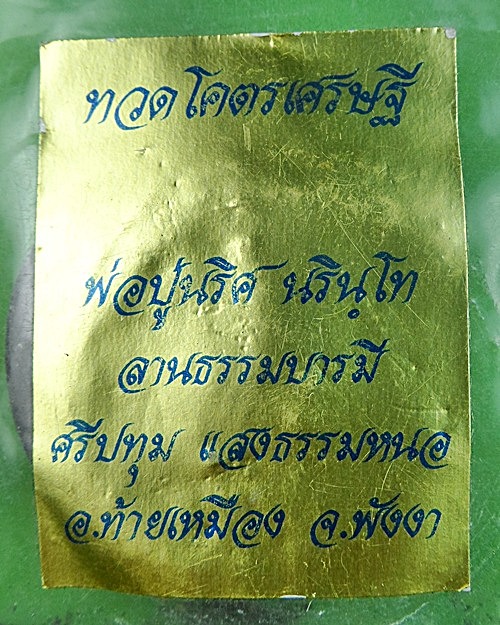 ทวดโคตรเศรษฐี
พ่อปู่นริศ นรินฺโท
ลานธรรมบารมี
ศรีปทุม แสงธรรมหนอ
อ.ท้ายเหมือง จ.พังงา